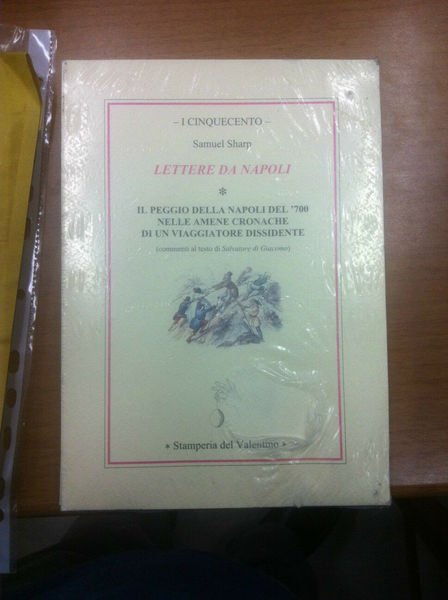 – I CINQUECENTO –
Samuel Sharp
LETTERE DA NAPOLI
*
IL PEGGIO DELLA NAPOLI DEL '700
NELLE AMENE CRONACHE
DI UN VIAGGIATORE DISSIDENTE
(commenti al testo di Salvatore di Giacomo)
* Stamperia del Valentino *